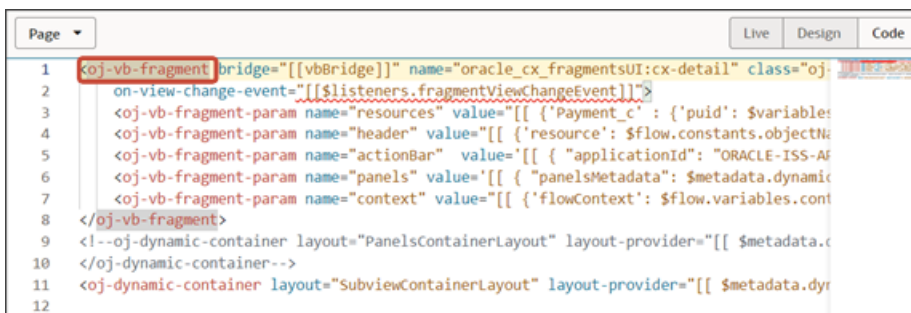 Page
Live Design Code
1 <oj-vb-fragment bridge="[[vbBridge]]" name="oracle_cx_fragmentsUI:cx-detail" class="oj-
2 on-view-change-event="[[$listeners.fragmentViewChangeEvent]]">
3 <oj-vb-fragment-param name="resources" value="[[ {'Payment_c' : {'puid': $variables
4 <oj-vb-fragment-param name="header" value="[[ {'resource': $flow.constants.objectNa
5 <oj-vb-fragment-param name="actionBar" value='[[ { "applicationId": "ORACLE-ISS-AP
6 <oj-vb-fragment-param name="panels" value='[[ { "panelsMetadata": $metadata.dynamic
7 <oj-vb-fragment-param name="context" value="[[ {'flowContext': $flow.variables.cont
8 </oj-vb-fragment>
9 <!--oj-dynamic-container layout="PanelsContainerLayout" layout-provider="[[ $metadata.d
10 </oj-dynamic-container-->
11 <oj-dynamic-container layout="SubviewContainerLayout" layout-provider="[[ $metadata.dyn
12